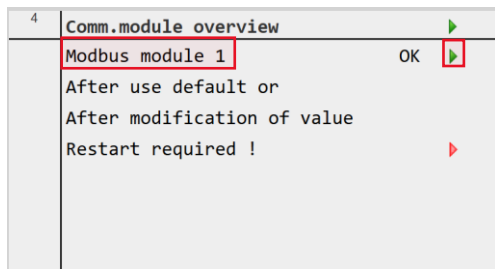 4
Comm.module overview
Modbus module 1 OK
After use default or
After modification of value
Restart required !